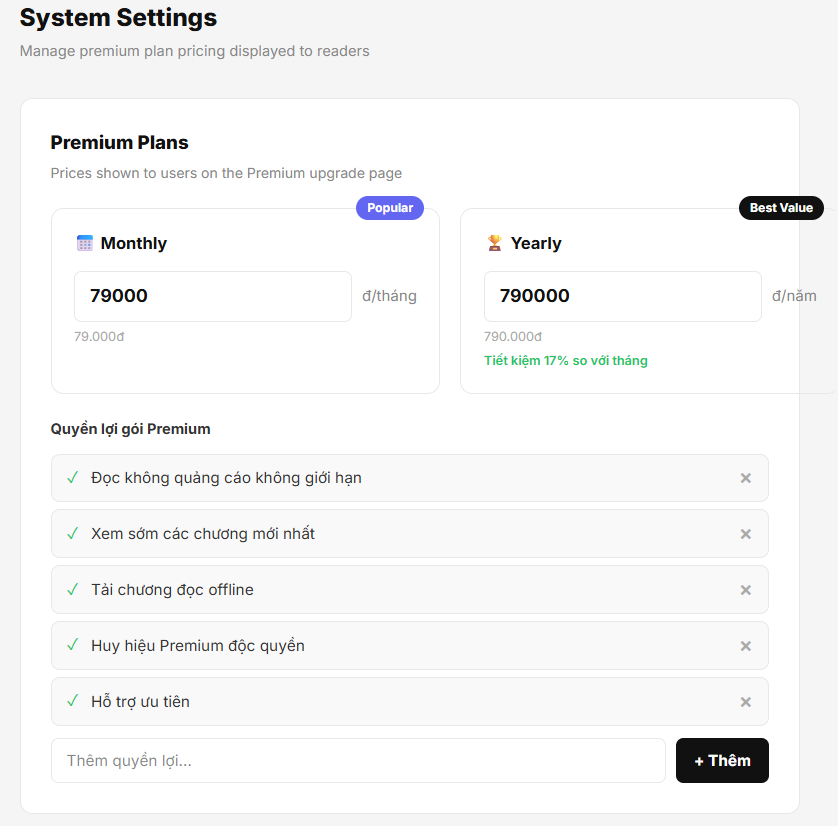 System Settings
Manage premium plan pricing displayed to readers
Premium Plans
Prices shown to users on the Premium upgrade page
Popular
Monthly
79000 đ/tháng
79.000đ
Best Value
Yearly
790000 đ/năm
790.000đ
Tiết kiệm 17% so với tháng
Quyền lợi gói Premium
✓ Đọc không quảng cáo không giới hạn ✕
✓ Xem sớm các chương mới nhất ✕
✓ Tải chương đọc offline ✕
✓ Huy hiệu Premium độc quyền ✕
✓ Hỗ trợ ưu tiên ✕
Thêm quyền lợi... + Thêm